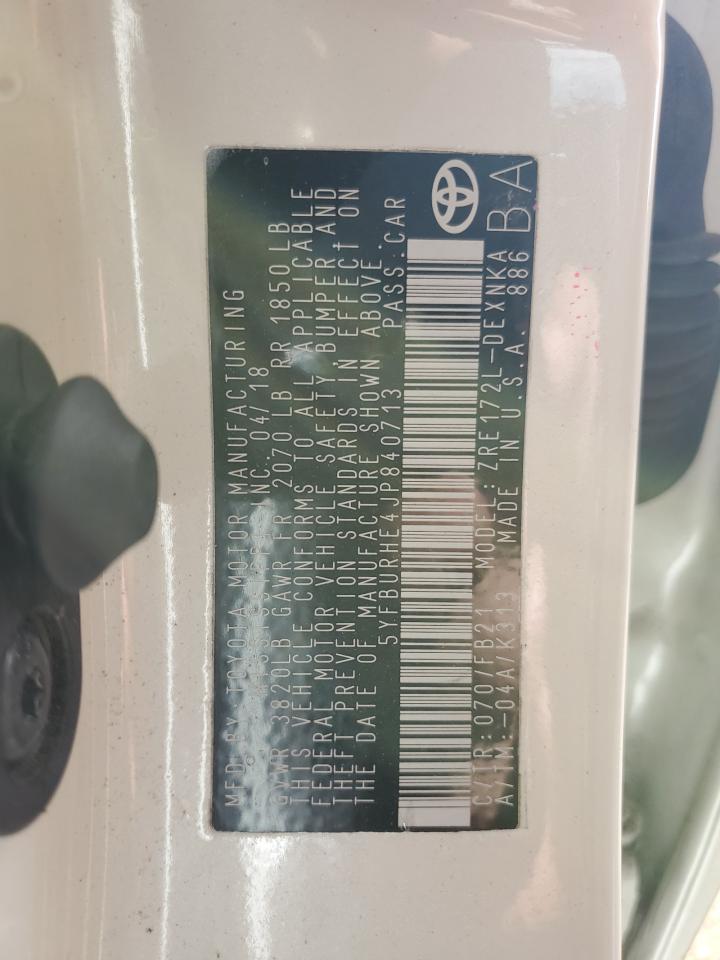 MFD.BY TOYOTA MOTOR MANUFACTURING
INC. 04/18
GVWR 3820LB GAWR FR 2070LB RR 1850LB
THIS VEHICLE CONFORMS TO ALL APPLICABLE
FEDERAL MOTOR VEHICLE SAFETY BUMPER AND
THEFT PREVENTION STANDARDS IN EFFECT ON
THE DATE OF MANUFACTURE SHOWN ABOVE.
5YFBURHE4JP840713 PASS.CAR
C/TR:070/FB21 MODEL:ZRE172L-DEXNKA
A/TM:-04A/K313 MADE IN U.S.A. 886
BA